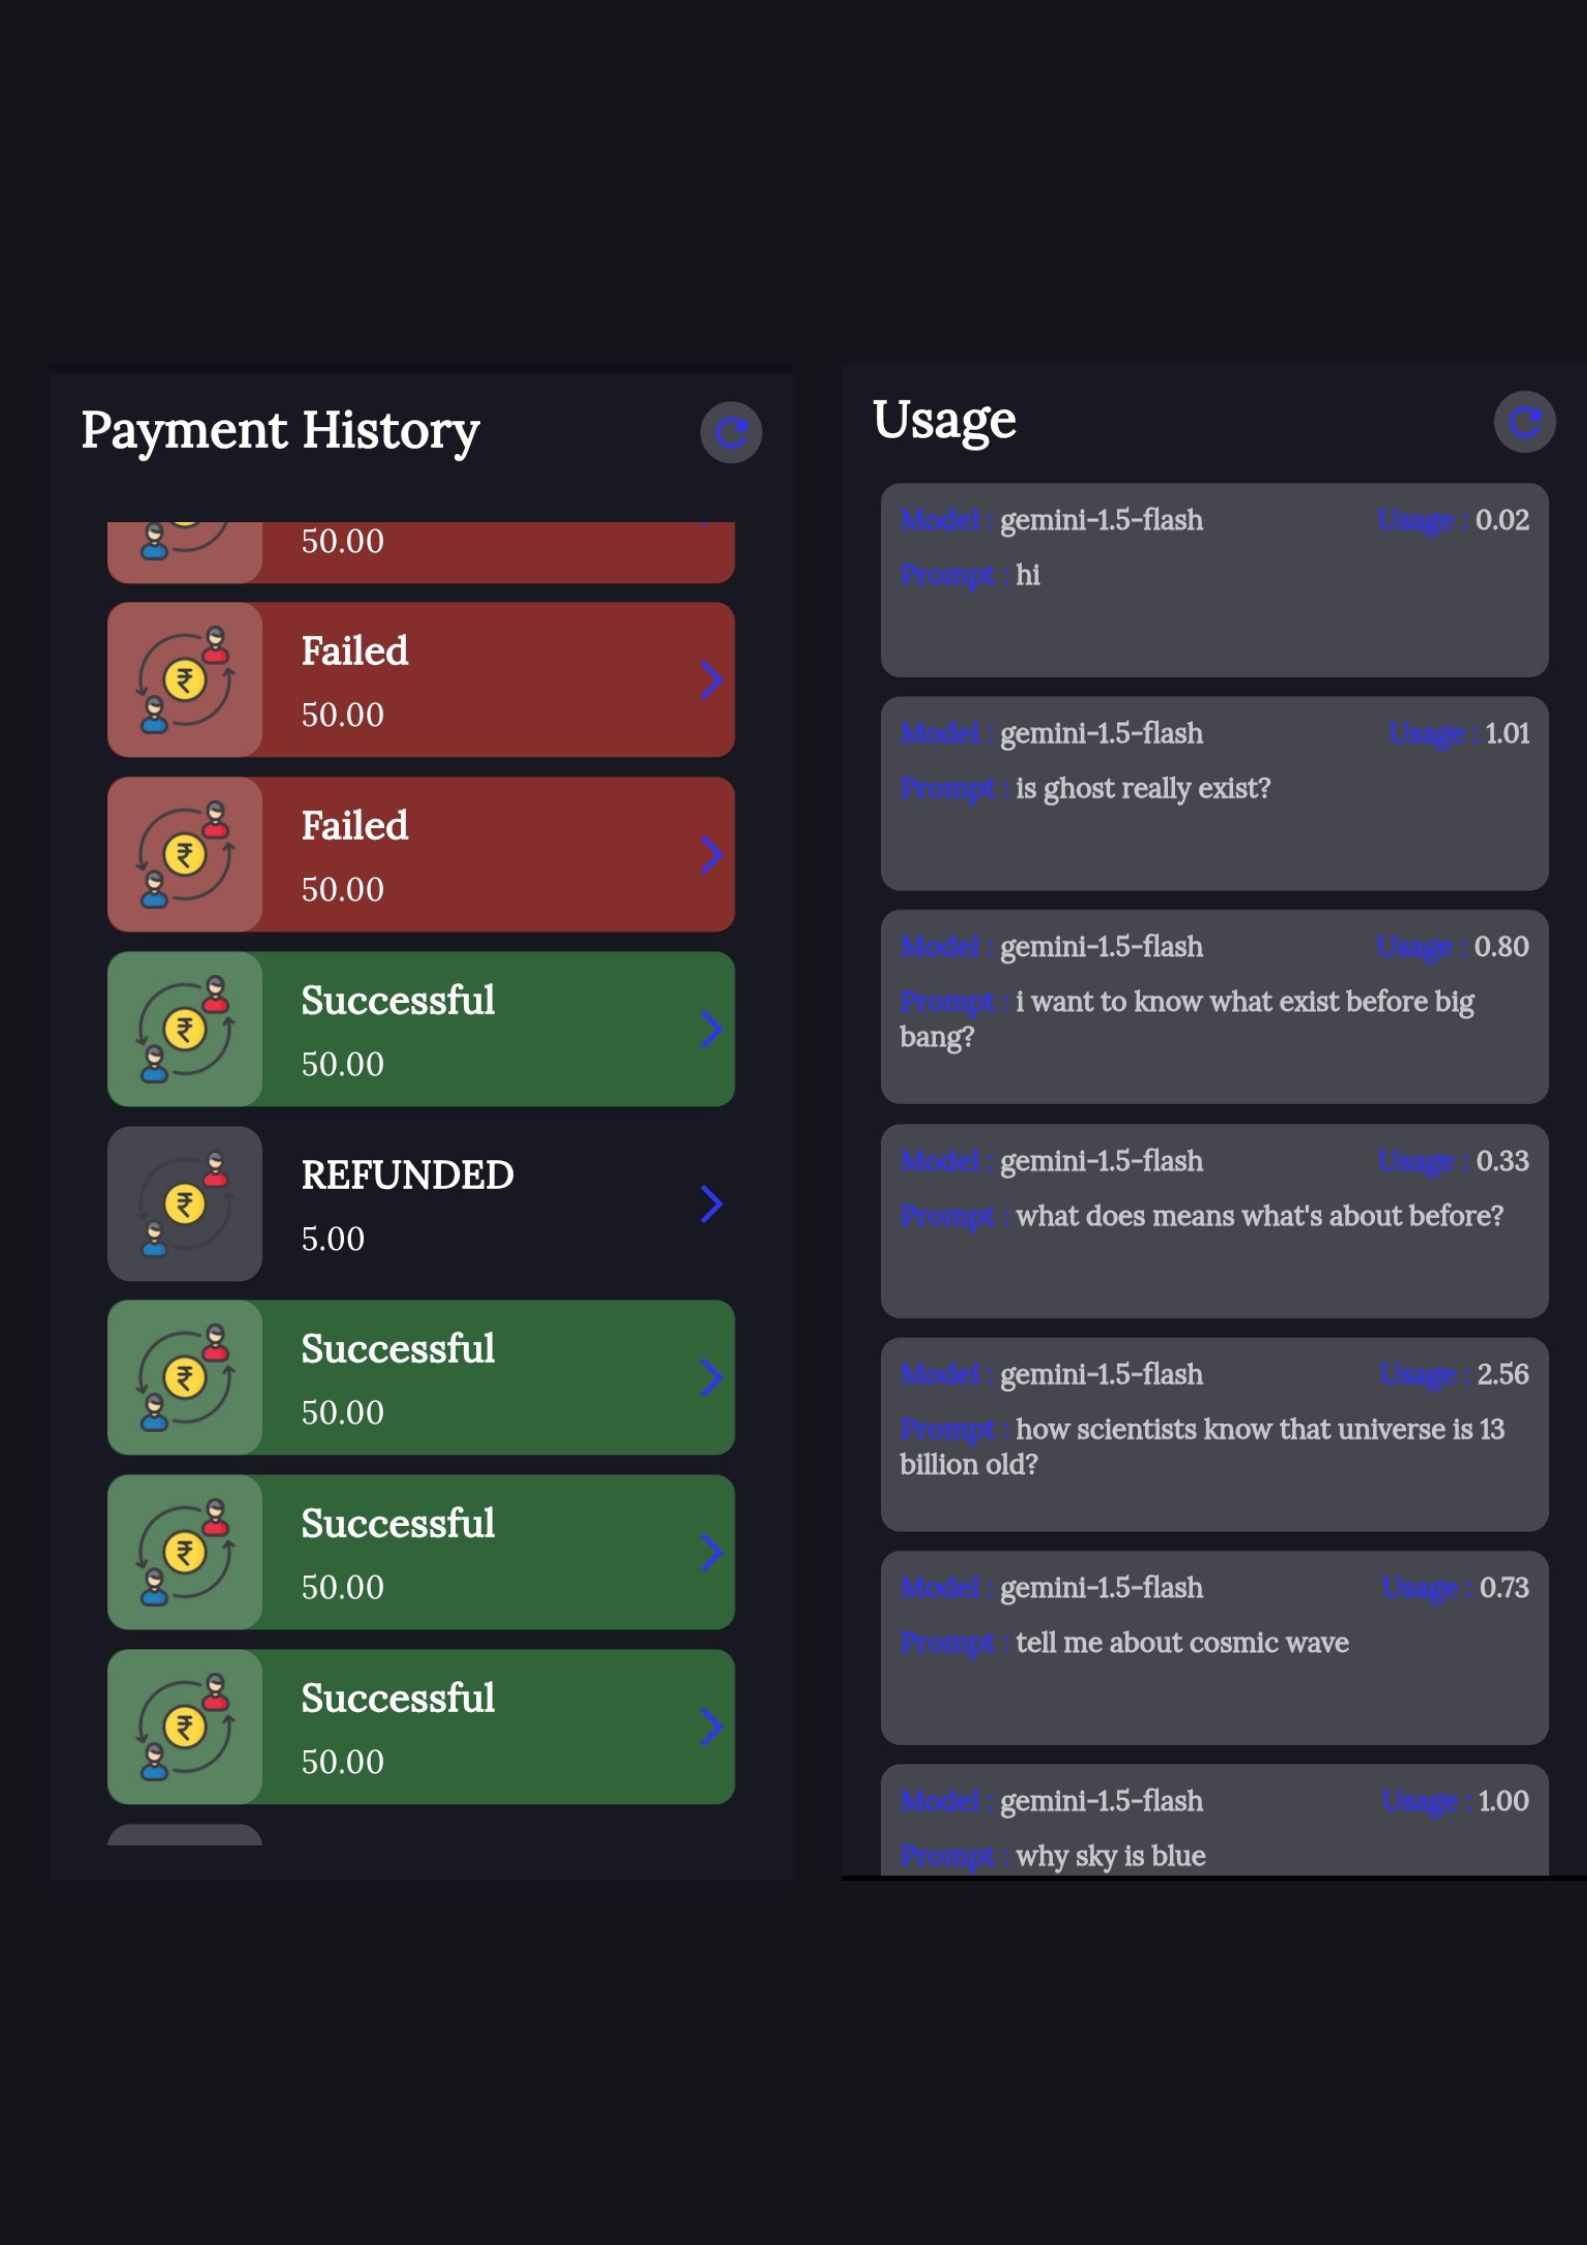 Payment History
50.00
Failed
50.00
Failed
50.00
Successful
50.00
REFUNDED
5.00
Successful
50.00
Successful
50.00
Successful
50.00
Usage
Model : gemini-1.5-flash Usage : 0.02
Prompt : hi
Model : gemini-1.5-flash Usage : 1.01
Prompt : is ghost really exist?
Model : gemini-1.5-flash Usage : 0.80
Prompt : i want to know what exist before big
bang?
Model : gemini-1.5-flash Usage : 0.33
Prompt : what does means what's about before?
Model : gemini-1.5-flash Usage : 2.56
Prompt : how scientists know that universe is 13
billion old?
Model : gemini-1.5-flash Usage : 0.73
Prompt : tell me about cosmic wave
Model : gemini-1.5-flash Usage : 1.00
Prompt : why sky is blue